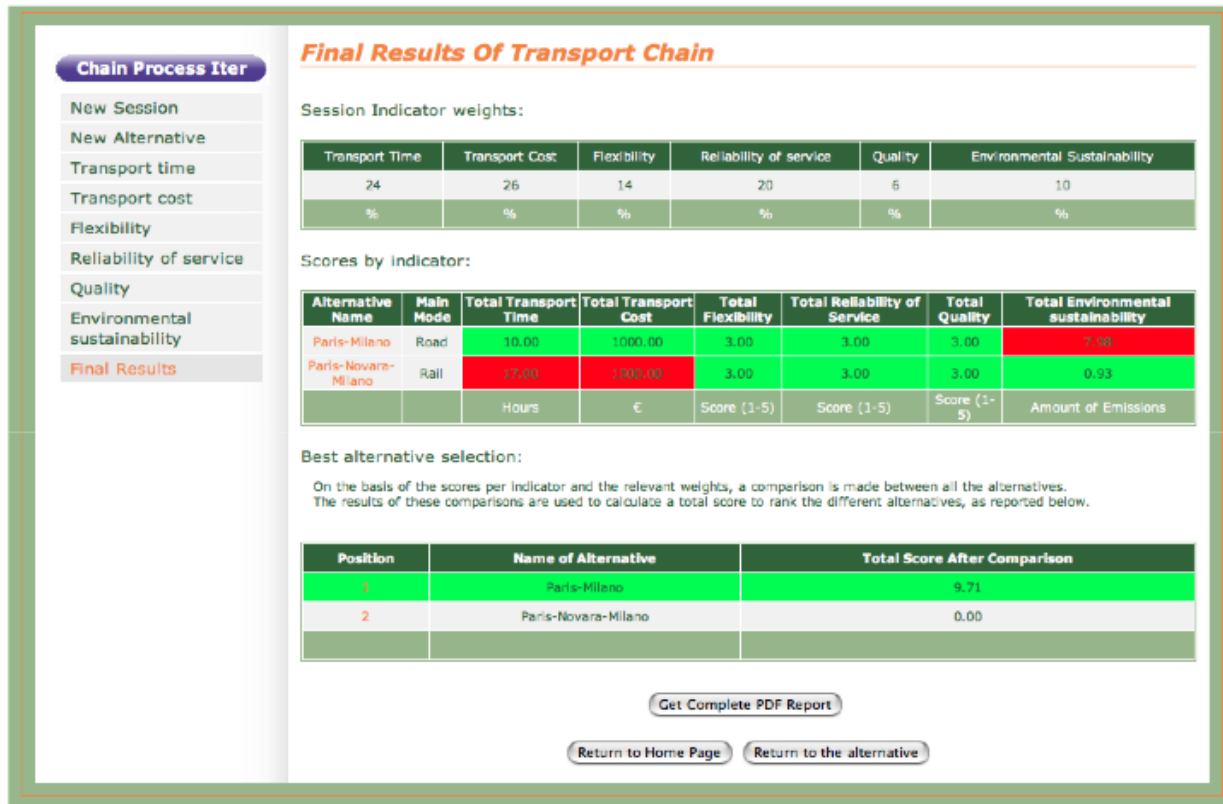 Chain Process Iter
New Session
New Alternative
Transport time
Transport cost
Flexibility
Reliability of service
Quality
Environmental
sustainability
Final Results
Final Results Of Transport Chain
Session Indicator weights:
Transport Time Transport Cost Flexibility Reliability of service Quality Environmental Sustainability
24 26 14 20 6 10
% % % % % %
Scores by indicator:
Alternative Main Total Transport Total Transport Total Total Reliability of Total Total Environmental
Name Mode Time Cost Flexibility Service Quality sustainability
Paris-Milano Road 10.00 1000.00 3.00 3.00 3.00 7.98
Paris-Novara-
Milano Rail 17.00 1500.00 3.00 3.00 3.00 0.93
Hours € Score (1-5) Score (1-5) Score (1-
5) Amount of Emissions
Best alternative selection:
On the basis of the scores per indicator and the relevant weights, a comparison is made between all the alternatives.
The results of these comparisons are used to calculate a total score to rank the different alternatives, as reported below.
Position Name of Alternative Total Score After Comparison
1 Paris-Milano 9.71
2 Paris-Novara-Milano 0.00
Get Complete PDF Report
Return to Home Page Return to the alternative